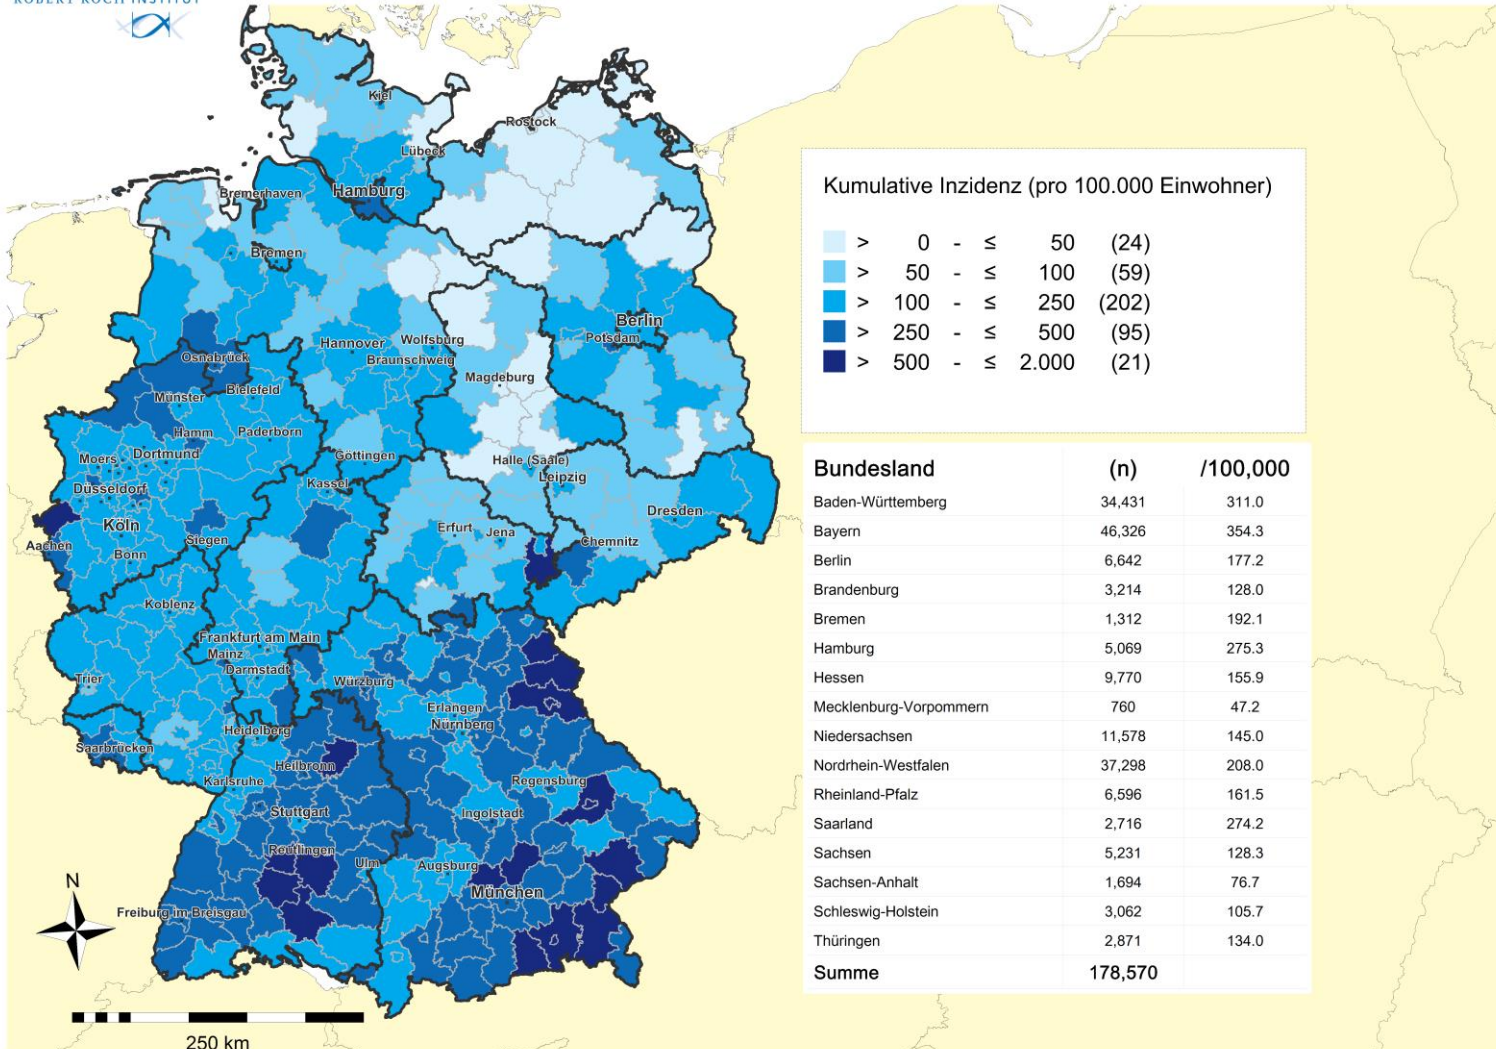 ROBERT KOCH INSTITUT
Kiel
Rostock
Lübeck
Bremerhaven
Hamburg
Bremen
Berlin
Potsdam
Hannover
Wolfsburg
Braunschweig
Osnabrück
Magdeburg
Bielefeld
Münster
Hamm
Paderborn
Moers
Dortmund
Göttingen
Halle (Saale)
Leipzig
Düsseldorf
Kassel
Dresden
Köln
Erfurt
Jena
Chemnitz
Aachen
Siegen
Bonn
Koblenz
Frankfurt am Main
Mainz
Darmstadt
Trier
Würzburg
Erlangen
Nürnberg
Heidelberg
Saarbrücken
Heilbronn
Karlsruhe
Regensburg
Stuttgart
Ingolstadt
Reutlingen
Ulm
Augsburg
München
Freiburg im Breisgau
N
250 km
Kumulative Inzidenz (pro 100.000 Einwohner)
> 0 - ≤ 50 (24)
> 50 - ≤ 100 (59)
> 100 - ≤ 250 (202)
> 250 - ≤ 500 (95)
> 500 - ≤ 2.000 (21)
Bundesland (n) /100,000
Baden-Württemberg 34,431 311.0
Bayern 46,326 354.3
Berlin 6,642 177.2
Brandenburg 3,214 128.0
Bremen 1,312 192.1
Hamburg 5,069 275.3
Hessen 9,770 155.9
Mecklenburg-Vorpommern 760 47.2
Niedersachsen 11,578 145.0
Nordrhein-Westfalen 37,298 208.0
Rheinland-Pfalz 6,596 161.5
Saarland 2,716 274.2
Sachsen 5,231 128.3
Sachsen-Anhalt 1,694 76.7
Schleswig-Holstein 3,062 105.7
Thüringen 2,871 134.0
Summe 178,570